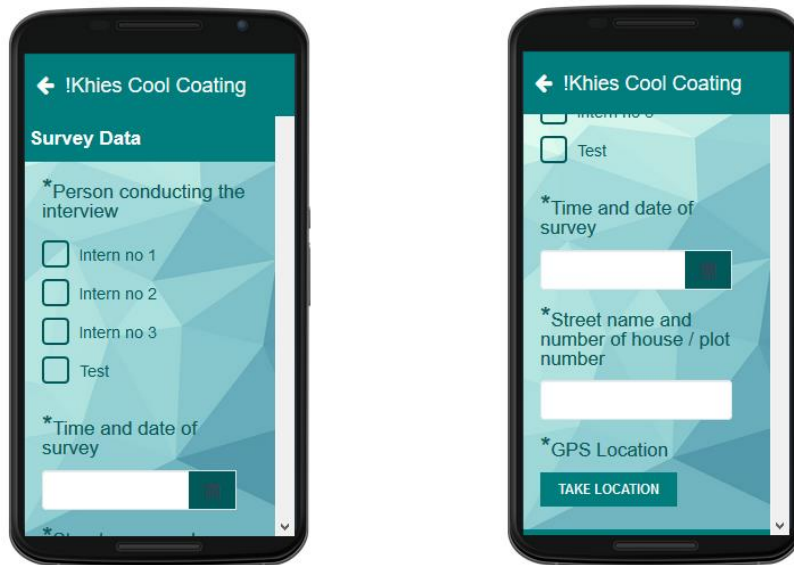 !Khies Cool Coating
Survey Data
*Person conducting the
interview
Intern no 1
Intern no 2
Intern no 3
Test
*Time and date of
survey
!Khies Cool Coating
Test
*Time and date of
survey
*Street name and
number of house / plot
number
*GPS Location
TAKE LOCATION